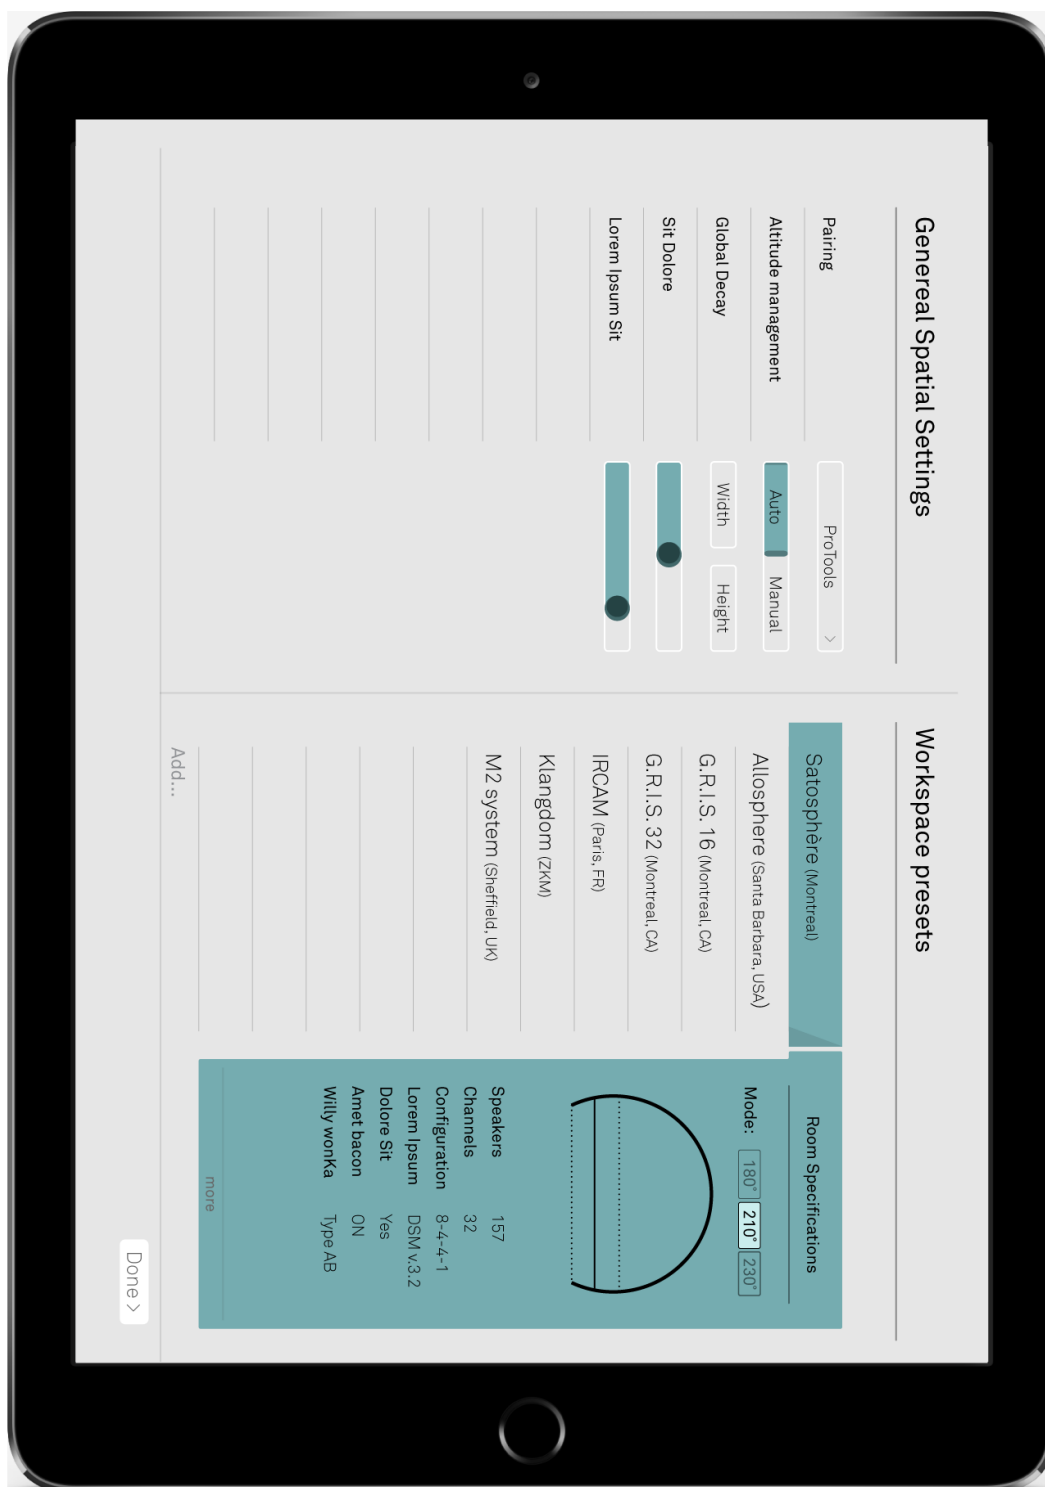 Genereal Spatial Settings
Pairing
ProTools >
Altitude management
Auto Manual
Global Decay
Width Height
Sit Dolore
Lorem Ipsum Sit
Workspace presets
Satosphère (Montreal)
Allosphere (Santa Barbara, USA)
G.R.I.S. 16 (Montreal, CA)
G.R.I.S. 32 (Montreal, CA)
IRCAM (Paris, FR)
Klangdom (ZKM)
M2 system (Sheffield, UK)
Add...
Room Specifications
Mode: 180° 210° 230°
Speakers 157
Channels 32
Configuration 8-4-4-1
Lorem Ipsum DSM v.3.2
Dolore Sit Yes
Amet bacon ON
Willy wonKa Type AB
more
Done >